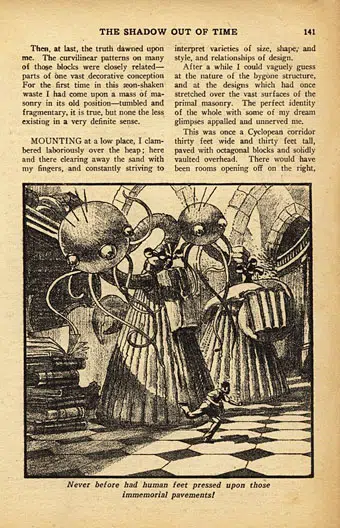 THE SHADOW OUT OF TIME 141
Then, at last, the truth dawned upon
me. The curvilinear patterns on many
of those blocks were closely related—
parts of one vast decorative conception
For the first time in this æon-shaken
waste I had come upon a mass of ma-
sonry in its old position—tumbled and
fragmentary, it is true, but none the less
existing in a very definite sense.
MOUNTING at a low place, I clam-
bered laboriously over the heap; here
and there clearing away the sand with
my fingers, and constantly striving to
interpret varieties of size, shape, and
style, and relationships of design.
After a while I could vaguely guess
at the nature of the bygone structure,
and at the designs which had once
stretched over the vast surfaces of the
primal masonry. The perfect identity
of the whole with some of my dream
glimpses appalled and unnerved me.
This was once a Cyclopean corridor
thirty feet wide and thirty feet tall,
paved with octagonal blocks and solidly
vaulted overhead. There would have
been rooms opening off on the right,
Never before had human feet pressed upon those
immemorial pavements!